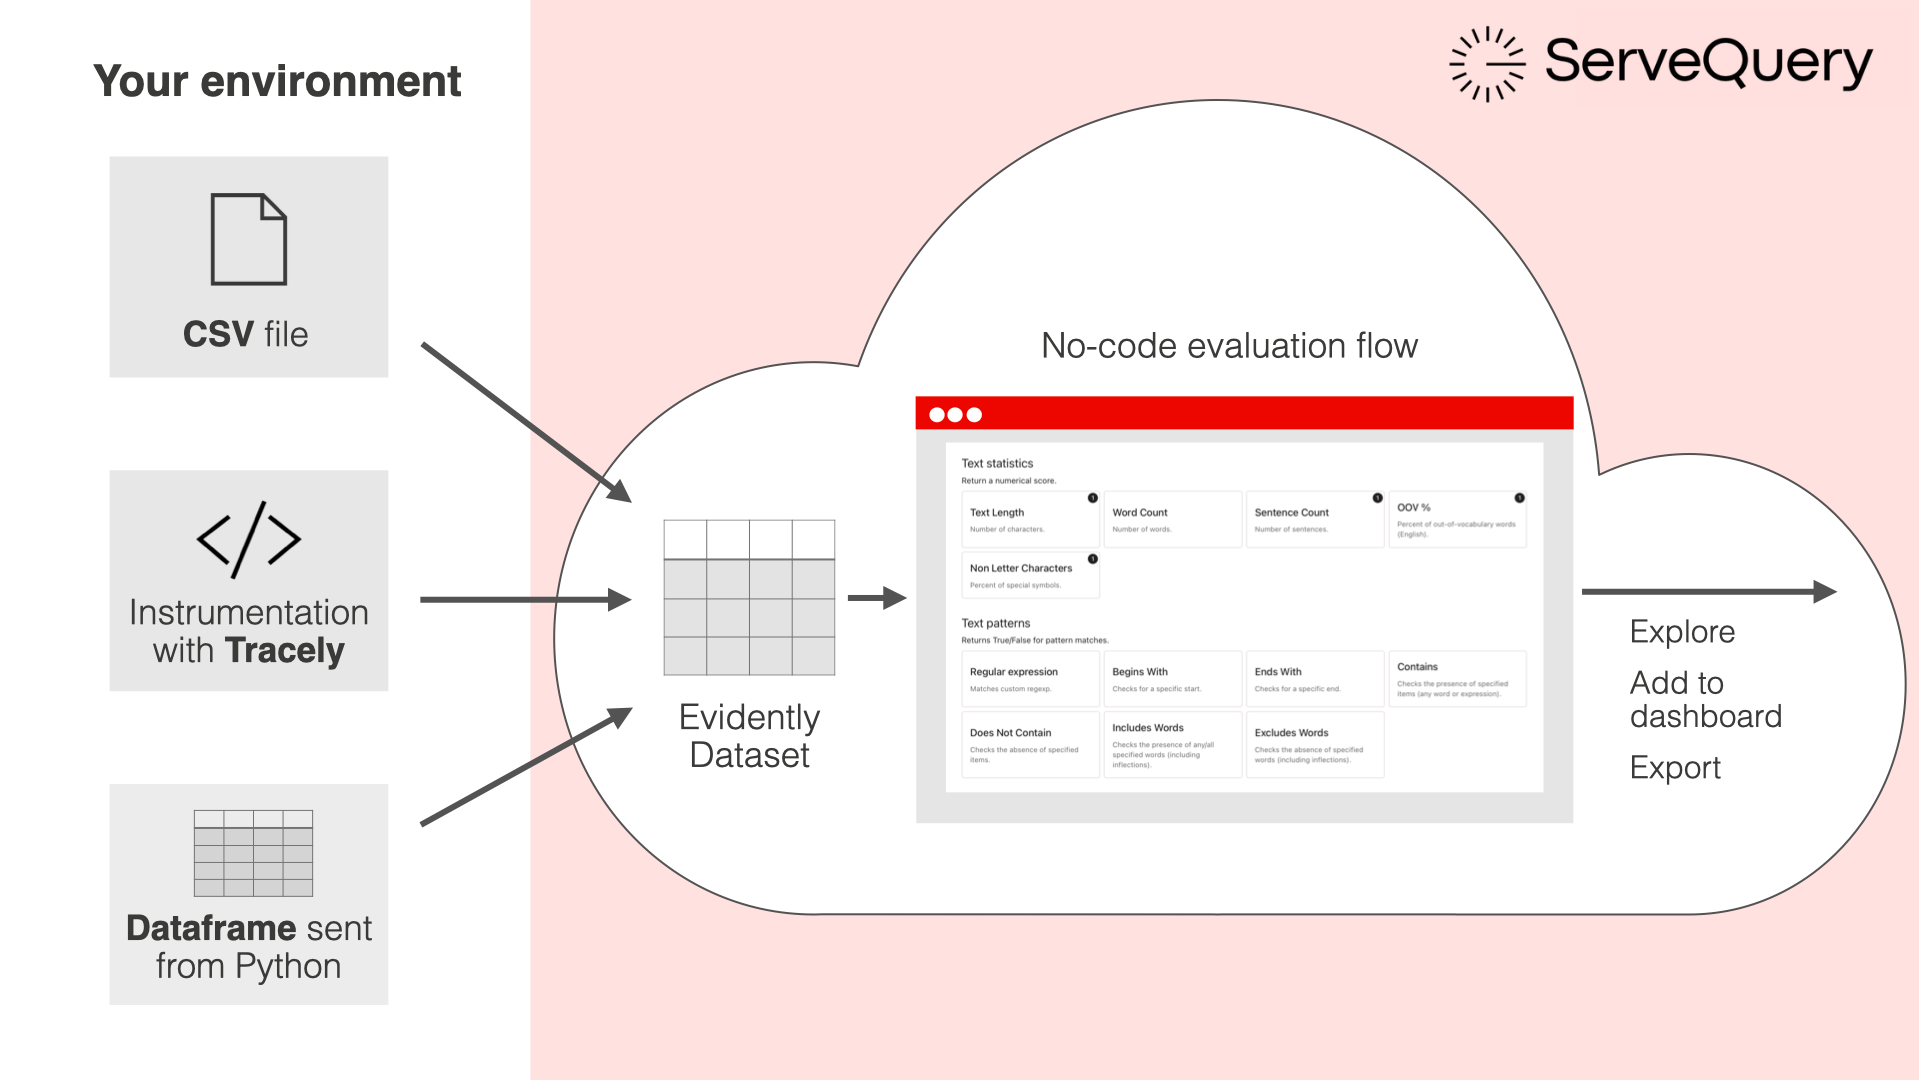 Your environment
ServeQuery
CSV file
Instrumentation
with Tracely
Dataframe sent
from Python
Evidently
Dataset
No-code evaluation flow
Text statistics
Return a numerical score.
Text Length
Number of characters.
1
Word Count
Number of words.
Sentence Count
Number of sentences.
1
OOV %
Percent of out-of-vocabulary words
(English).
1
Non Letter Characters
Percent of special symbols.
1
Text patterns
Returns True/False for pattern matches.
Regular expression
Matches custom regexp.
Begins With
Checks for a specific start.
Ends With
Checks for a specific end.
Contains
Checks the presence of specified
items (any word or expression).
Does Not Contain
Checks the absence of specified
items.
Includes Words
Checks the presence of any/all
specified words (including
inflections).
Excludes Words
Checks the absence of specified
words (including inflections).
Explore
Add to
dashboard
Export